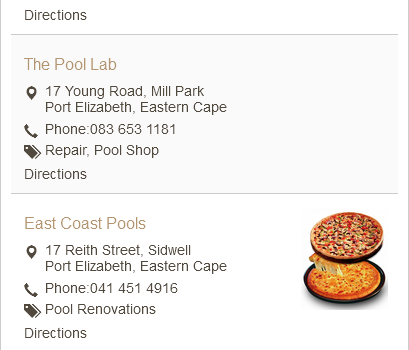 Directions
The Pool Lab
17 Young Road, Mill Park
Port Elizabeth, Eastern Cape
Phone:083 653 1181
Repair, Pool Shop
Directions
East Coast Pools
17 Reith Street, Sidwell
Port Elizabeth, Eastern Cape
Phone:041 451 4916
Pool Renovations
Directions